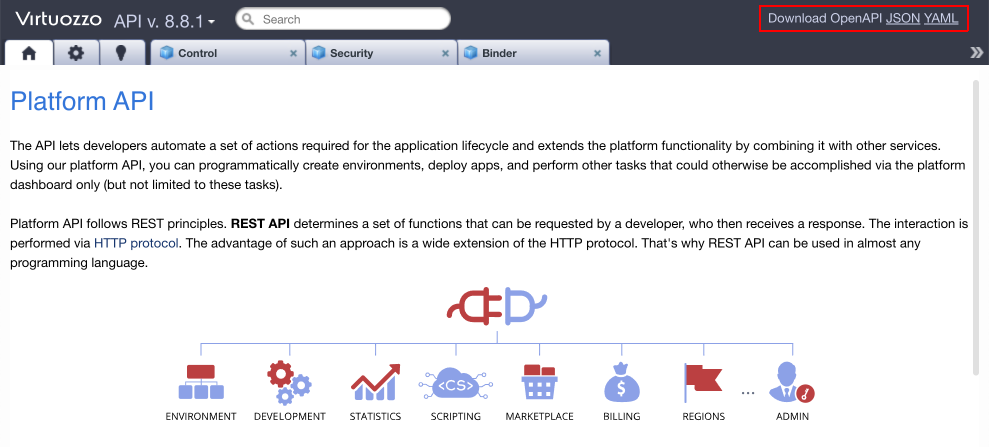 Virtuozzo API v. 8.8.1 Search Download OpenAPI JSON YAML
Control × Security × Binder × »
Platform API
The API lets developers automate a set of actions required for the application lifecycle and extends the platform functionality by combining it with other services.
Using our platform API, you can programmatically create environments, deploy apps, and perform other tasks that could otherwise be accomplished via the platform
dashboard only (but not limited to these tasks).
Platform API follows REST principles. REST API determines a set of functions that can be requested by a developer, who then receives a response. The interaction is
performed via HTTP protocol. The advantage of such an approach is a wide extension of the HTTP protocol. That's why REST API can be used in almost any
programming language.
<CS> $ ...
ENVIRONMENT DEVELOPMENT STATISTICS SCRIPTING MARKETPLACE BILLING REGIONS ADMIN